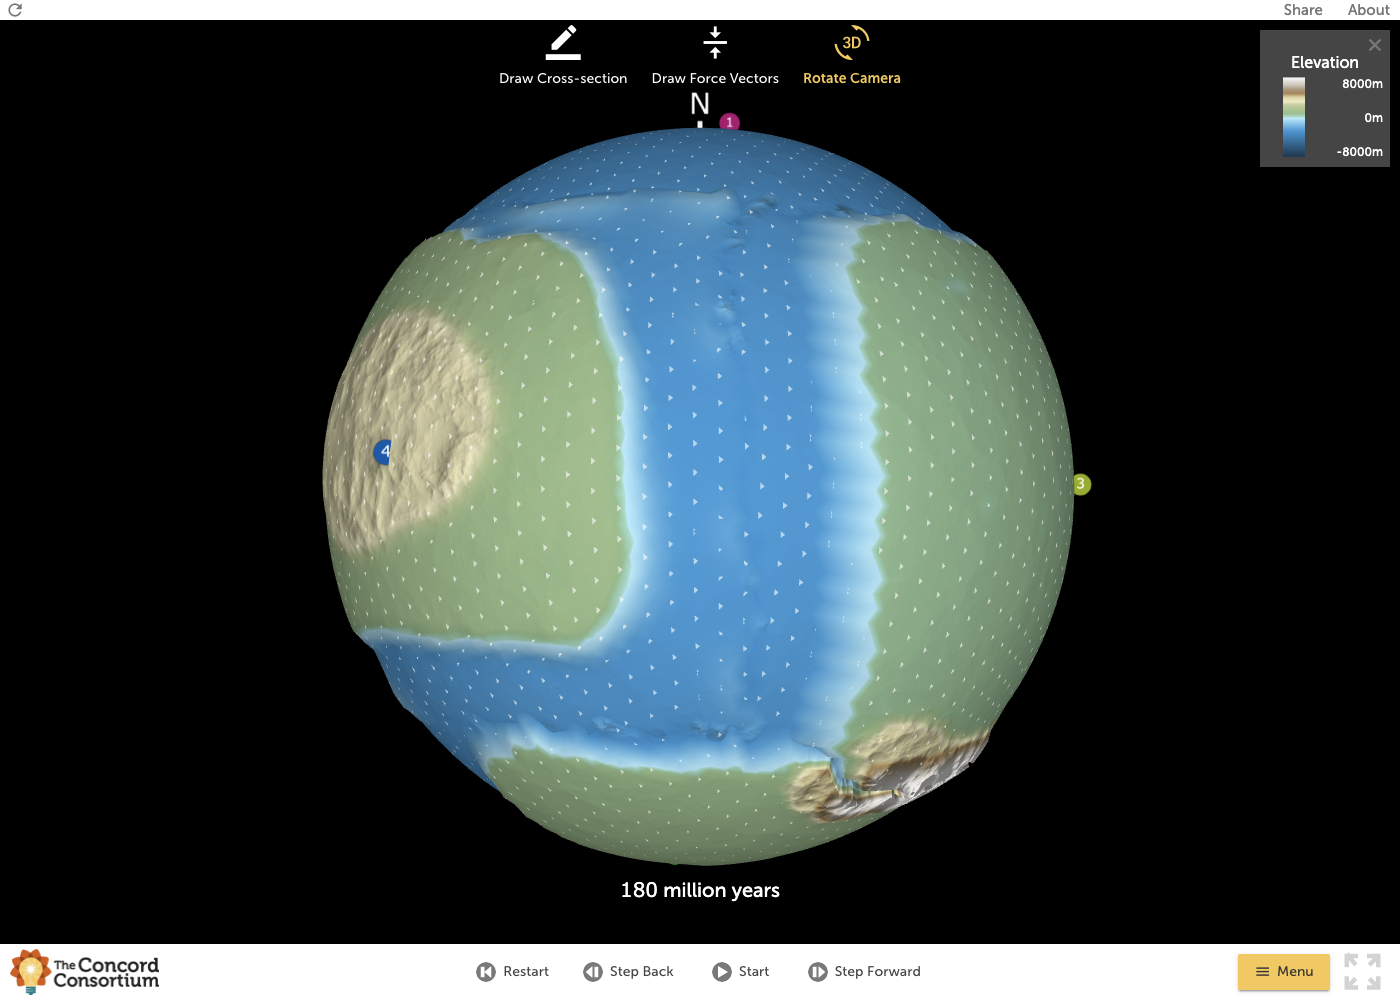 Share
About
Draw Cross-section
Draw Force Vectors
3D
Rotate Camera
Elevation
8000m
0m
-8000m
N
1
4
3
180 million years
The Concord
Consortium
Restart
Step Back
Start
Step Forward
Menu